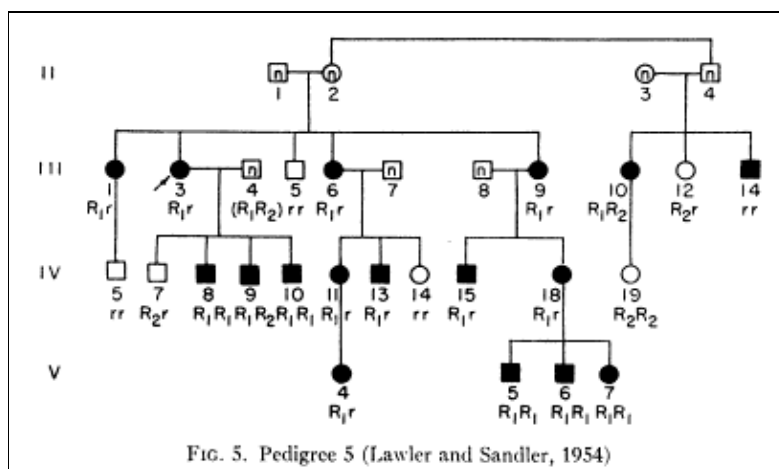 II n n n n
1 2 3 4
III n n n
1 3 4 5 6 7 8 9 10 12 14
R₁r R₁r (R₁R₂) rr R₁r R₁r R₁R₂ R₂r rr
IV
5 7 8 9 10 11 13 14 15 18 19
rr R₂r R₁R₁ R₁R₂ R₁R₁ R₁r R₁r rr R₁r R₁r R₂R₂
V
4 5 6 7
R₁r R₁R₁ R₁R₁ R₁R₁
FIG. 5. Pedigree 5 (Lawler and Sandler, 1954)